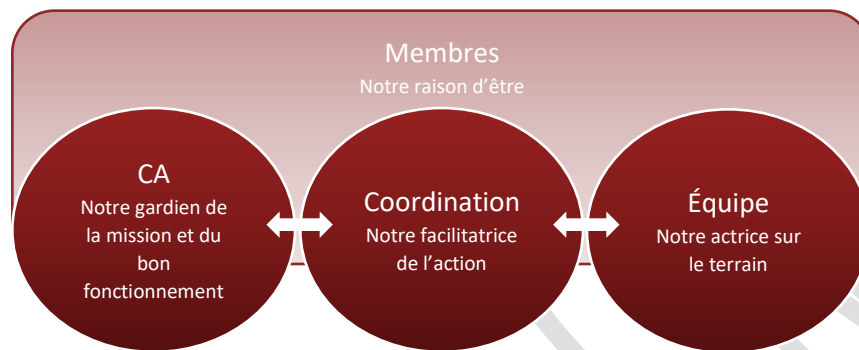 Membres
Notre raison d’être
CA
Notre gardien de
la mission et du
bon
fonctionnement
Coordination
Notre facilitatrice
de l’action
Équipe
Notre actrice sur
le terrain